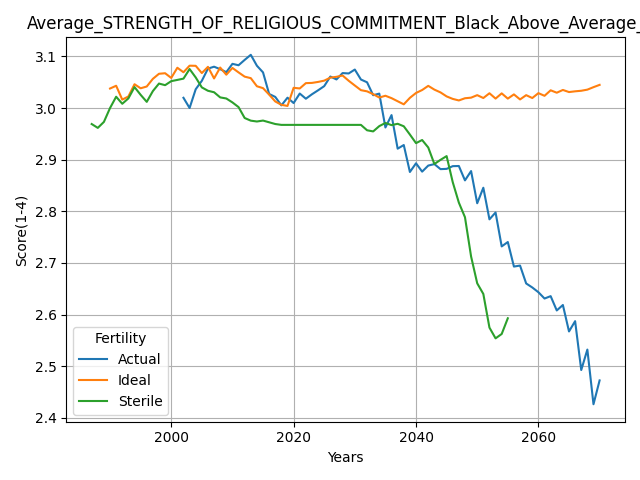 Average_STRENGTH_OF_RELIGIOUS_COMMITMENT_Black_Above_Average_
3.1
3.0
2.9
2.8
2.7
2.6
2.5
2.4
Score(1-4)
Fertility
Actual
Ideal
Sterile
2000 2020 2040 2060
Years